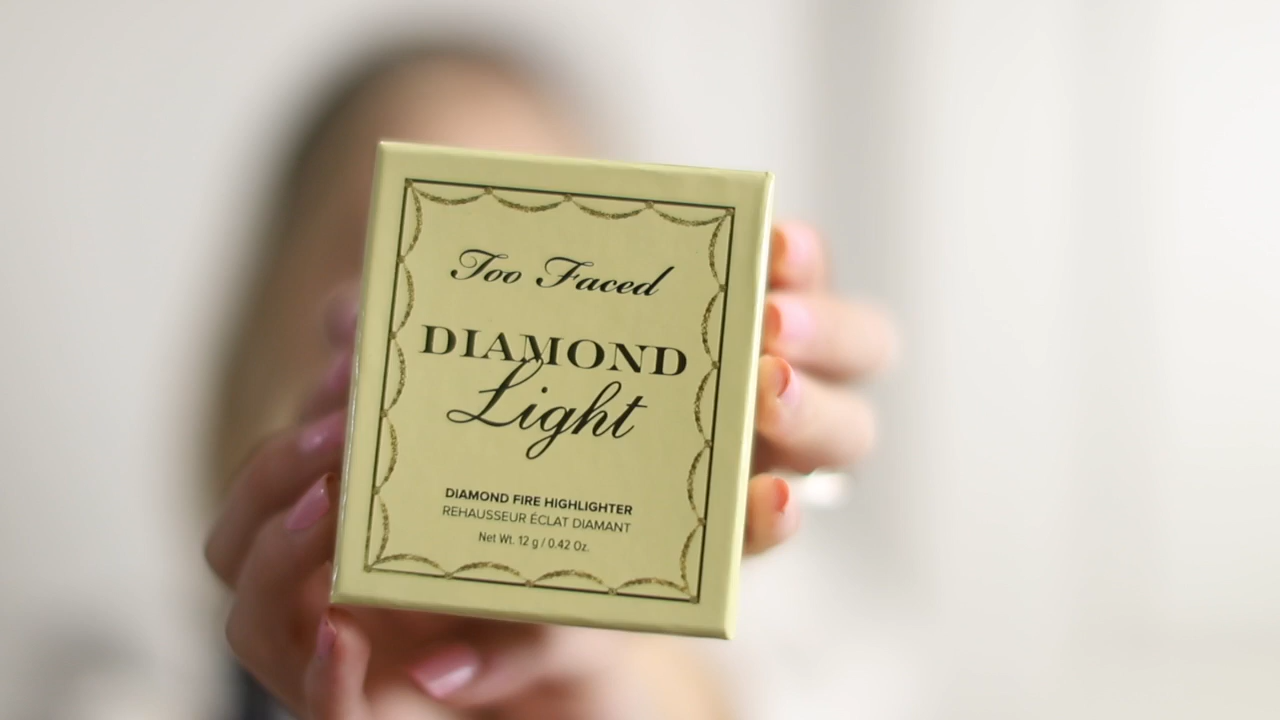 Too Faced
DIAMOND
Light
DIAMOND FIRE HIGHLIGHTER
REHAUSSEUR ÉCLAT DIAMANT
Net Wt. 12 g / 0.42 Oz.